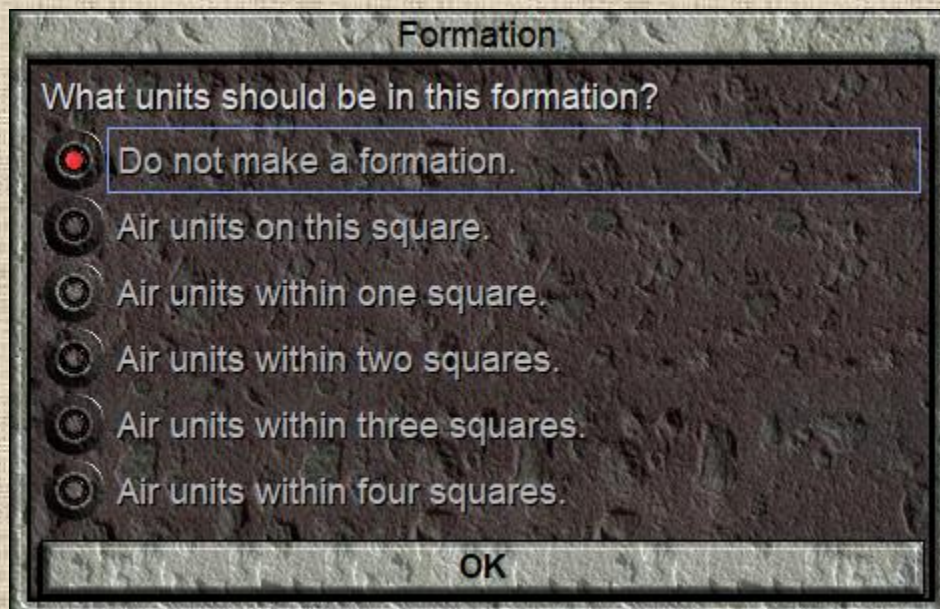 Formation
What units should be in this formation?
Do not make a formation.
Air units on this square.
Air units within one square.
Air units within two squares.
Air units within three squares.
Air units within four squares.
OK